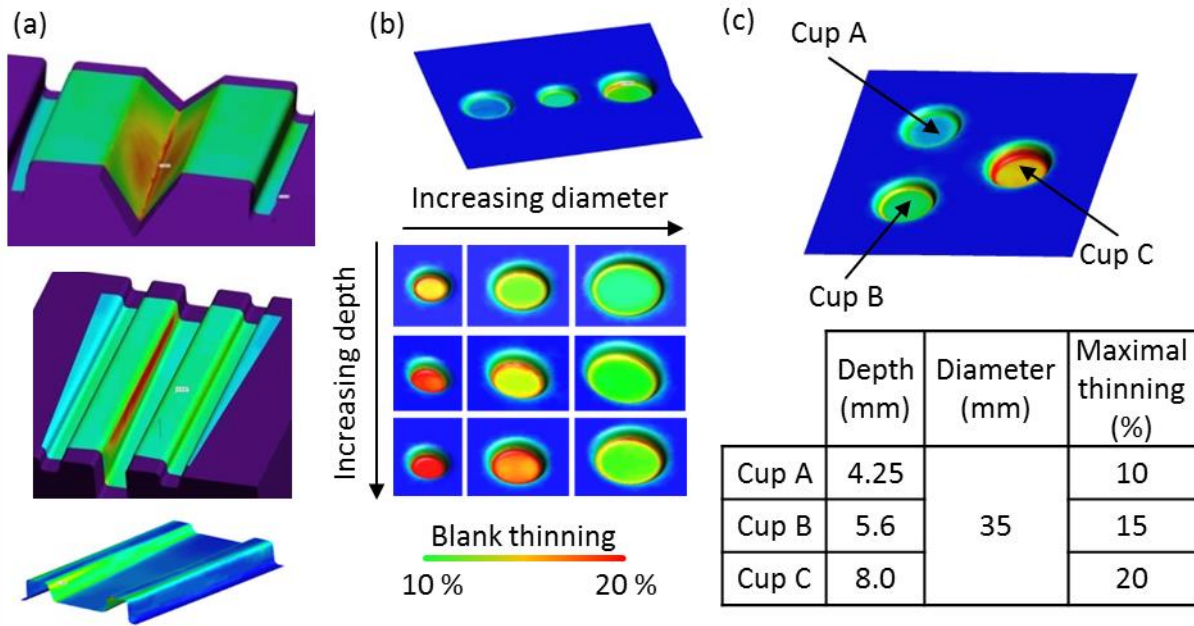 (a)
(b)
Increasing diameter
Increasing depth
Blank thinning
10 %
20 %
(c)
Cup A
Cup B
Cup C
Depth (mm)
Diameter (mm)
Maximal thinning (%)
Cup A 4.25 35 10
Cup B 5.6 15
Cup C 8.0 20